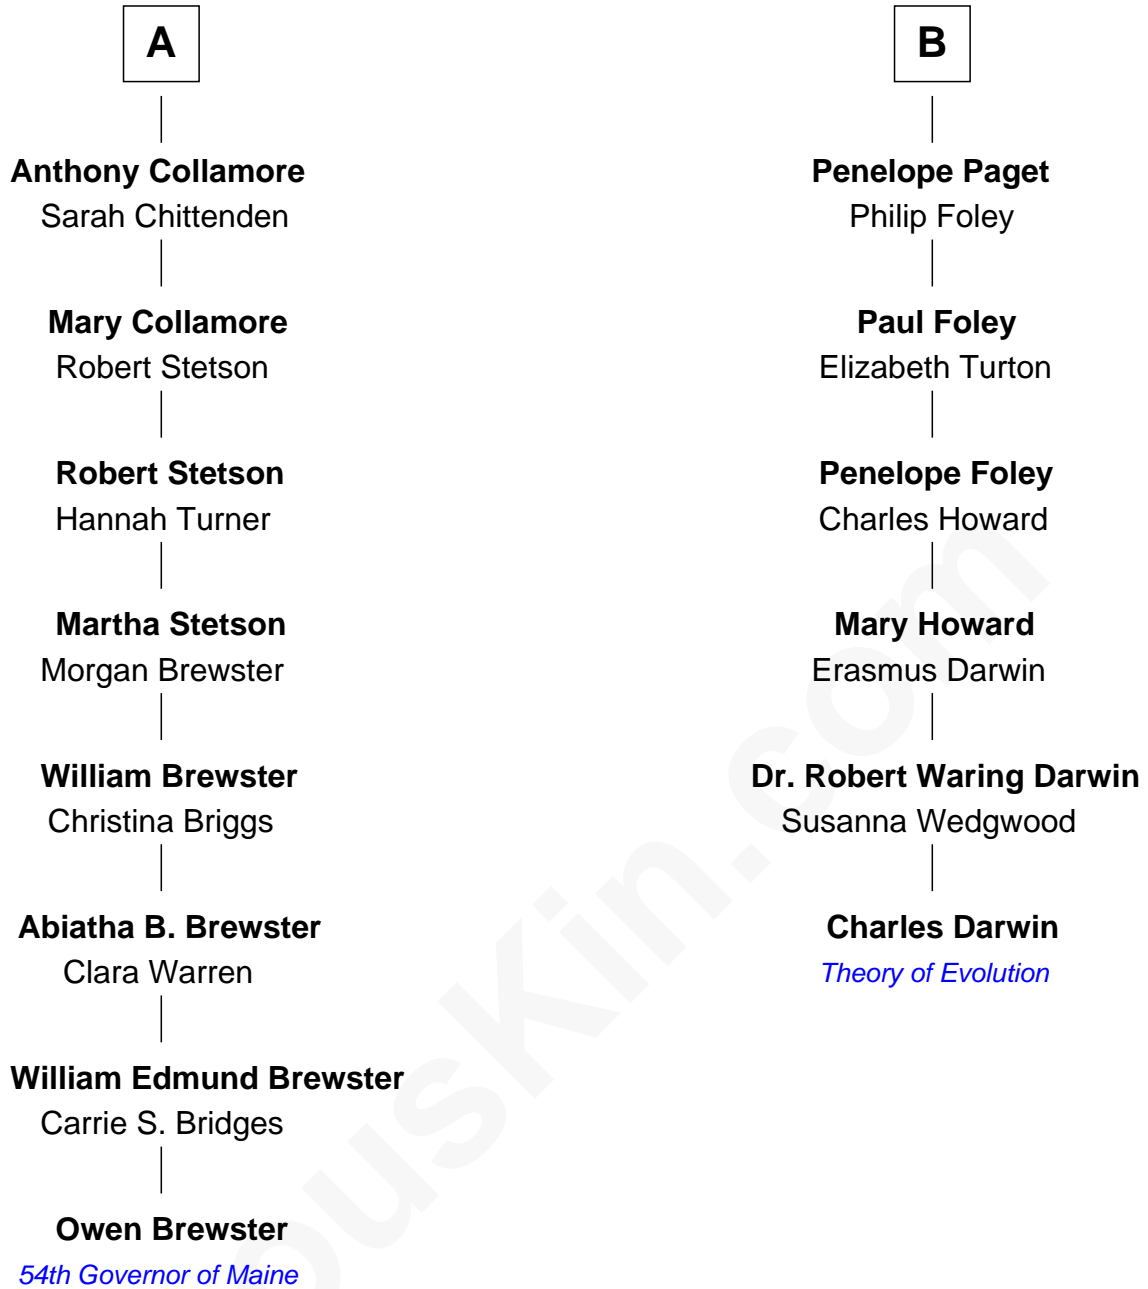 A
Anthony Collamore
Sarah Chittenden
Mary Collamore
Robert Stetson
Robert Stetson
Hannah Turner
Martha Stetson
Morgan Brewster
William Brewster
Christina Briggs
Abiatha B. Brewster
Clara Warren
William Edmund Brewster
Carrie S. Bridges
Owen Brewster
54th Governor of Maine
B
Penelope Paget
Philip Foley
Paul Foley
Elizabeth Turton
Penelope Foley
Charles Howard
Mary Howard
Erasmus Darwin
Dr. Robert Waring Darwin
Susanna Wedgwood
Charles Darwin
Theory of Evolution
ousKin.com